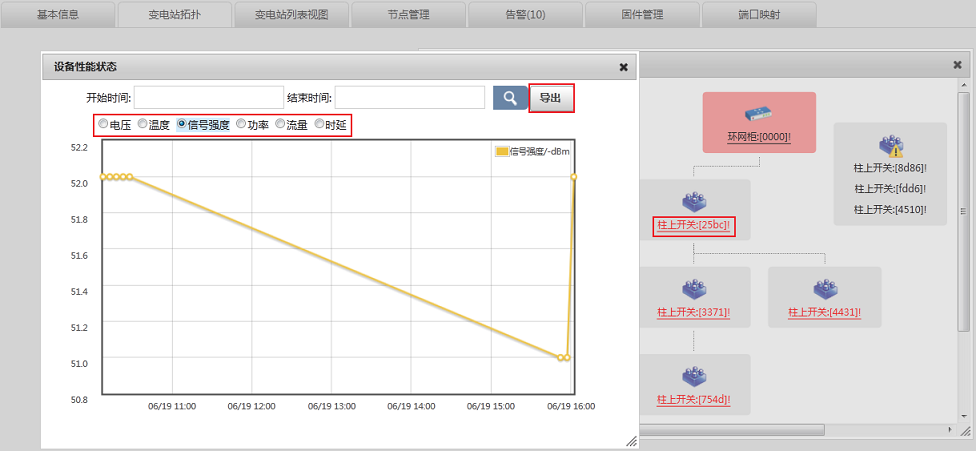 基本信息 变电站拓扑 变电站列表视图 节点管理 告警(10) 固件管理 端口映射
设备性能状态
开始时间: 结束时间: 导出
电压 温度 信号强度 功率 流量 时延
信号强度/-dBm
52.2
52.0
51.8
51.6
51.4
51.2
51.0
50.8
06/19 11:00 06/19 12:00 06/19 13:00 06/19 14:00 06/19 15:00 06/19 16:00
环网柜:[0000]!
柱上开关:[8d86]!
柱上开关:[fdd6]!
柱上开关:[4510]!
柱上开关:[25bc]!
柱上开关:[3371]!
柱上开关:[4431]!
柱上开关:[754d]!